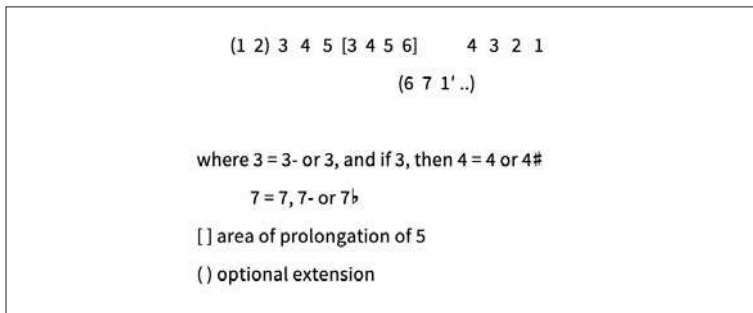 (1 2) 3 4 5 [3 4 5 6] 4 3 2 1
(6 7 1' ..)
where 3 = 3- or 3, and if 3, then 4 = 4 or 4#
7 = 7, 7- or 7♭
[ ] area of prolongation of 5
( ) optional extension